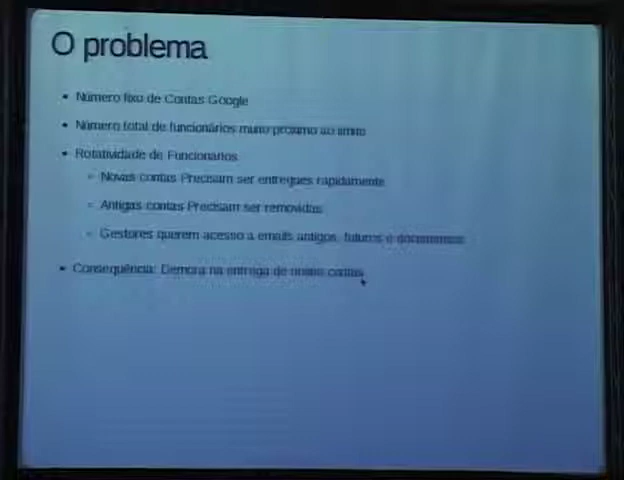 O problema
Número fixo de Contas Google
Número total de funcionários muito próximo ao limite
Rotatividade de Funcionários
Novas contas Precisam ser entregues rapidamente
Antigas contas Precisam ser removidas
Gestores querem acesso a emails antigos, futuros e documentos
Consequência: Demora na entrega de novas contas